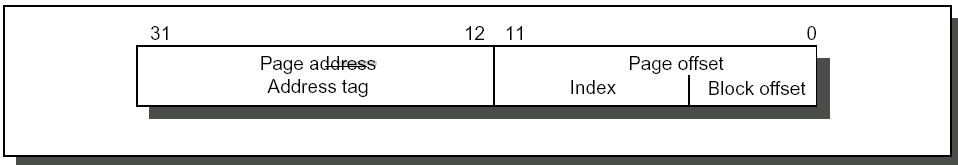 31 12 11 0
Page address Page offset
Address tag Index Block offset